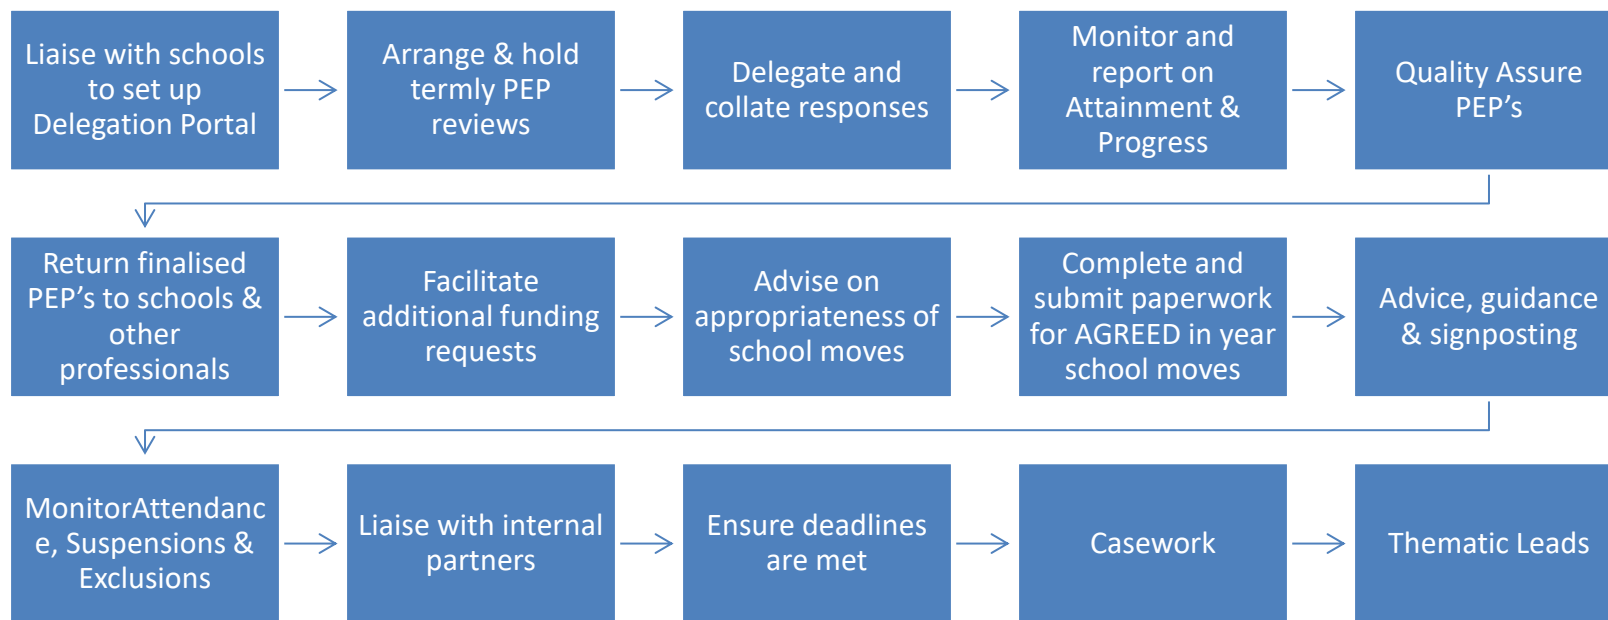 Liaise with schools
to set up
Delegation Portal
Arrange & hold
termly PEP
reviews
Delegate and
collate responses
Monitor and
report on
Attainment &
Progress
Quality Assure
PEP’s
Return finalised
PEP’s to schools &
other
professionals
Facilitate
additional funding
requests
Advise on
appropriateness of
school moves
Complete and
submit paperwork
for AGREED in year
school moves
Advice, guidance
& signposting
MonitorAttendanc
e, Suspensions &
Exclusions
Liaise with internal
partners
Ensure deadlines
are met
Casework
Thematic Leads